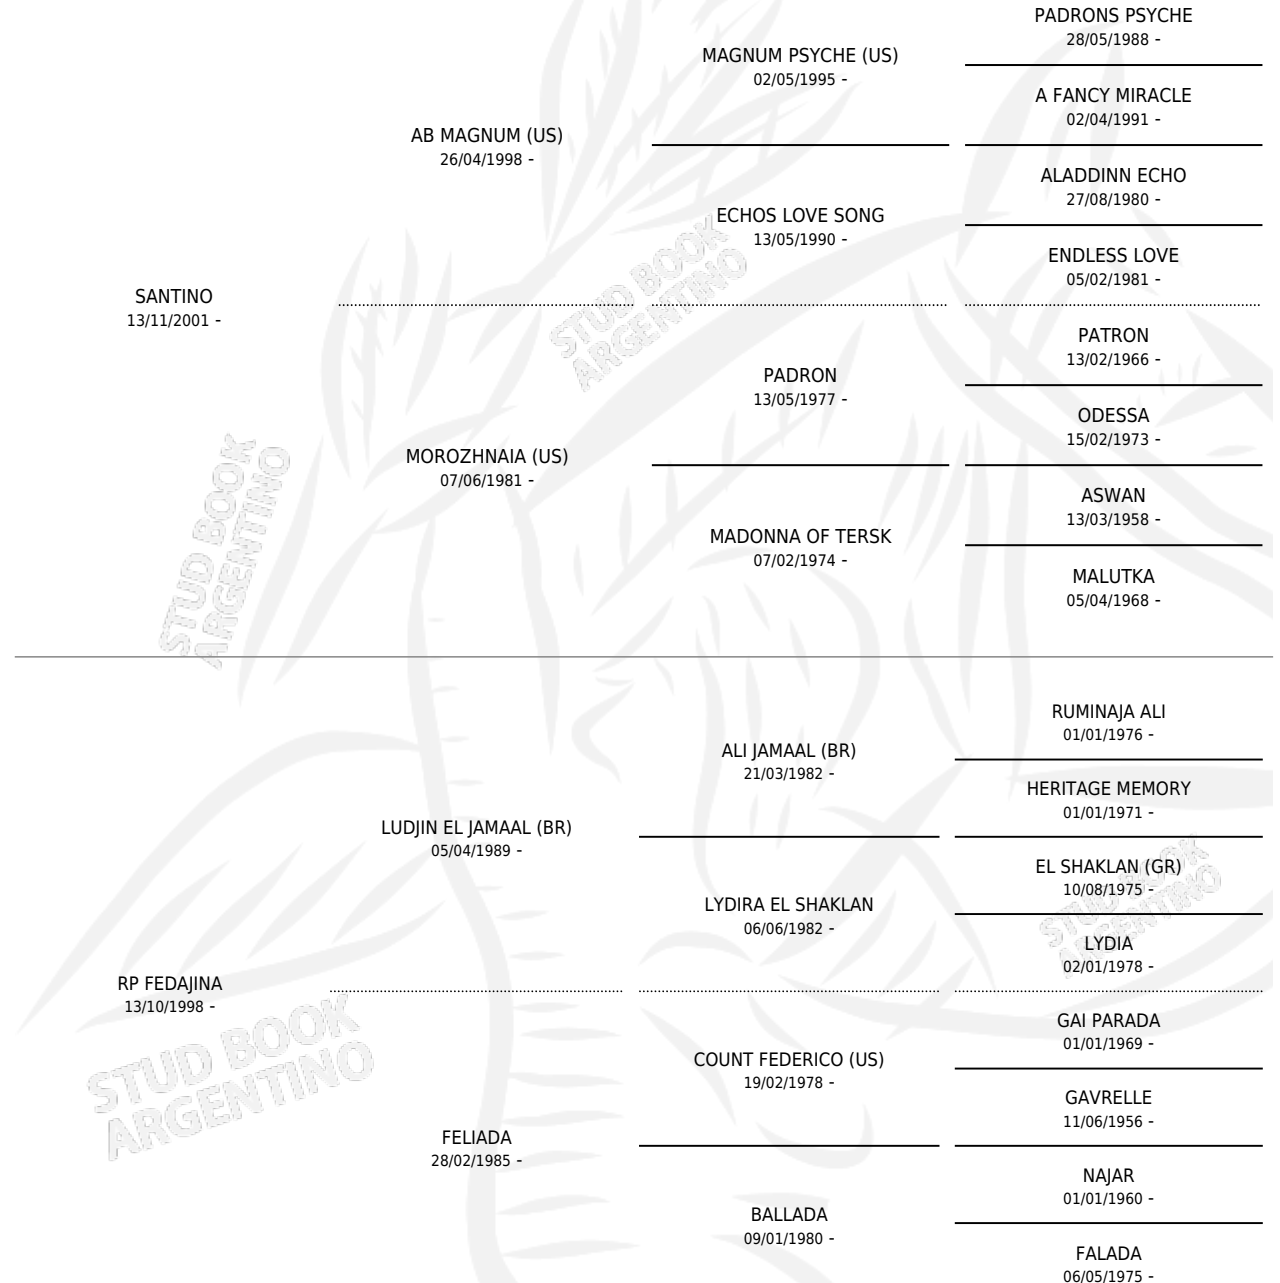 PADRONS PSYCHE
28/05/1988 -
MAGNUM PSYCHE (US)
02/05/1995 -
A FANCY MIRACLE
02/04/1991 -
AB MAGNUM (US)
26/04/1998 -
ALADDINN ECHO
27/08/1980 -
ECHOS LOVE SONG
13/05/1990 -
ENDLESS LOVE
05/02/1981 -
SANTINO
13/11/2001 -
STUD BOOK
ARGENTINO
PATRON
13/02/1966 -
PADRON
13/05/1977 -
ODESSA
15/02/1973 -
MOROZHNAIA (US)
07/06/1981 -
ASWAN
13/03/1958 -
MADONNA OF TERSK
07/02/1974 -
MALUTKA
05/04/1968 -
STUD BOOK
ARGENTINO
RUMINAJA ALI
01/01/1976 -
ALI JAMAAL (BR)
21/03/1982 -
HERITAGE MEMORY
01/01/1971 -
LUDJIN EL JAMAAL (BR)
05/04/1989 -
EL SHAKLAN (GR)
10/08/1975 -
LYDIRA EL SHAKLAN
06/06/1982 -
STUD BOOK
ARGENTINO
LYDIA
02/01/1978 -
RP FEDAJINA
13/10/1998 -
GAI PARADA
01/01/1969 -
COUNT FEDERICO (US)
19/02/1978 -
STUD BOOK
ARGENTINO
GAVRELLE
11/06/1956 -
FELIADA
28/02/1985 -
NAJAR
01/01/1960 -
BALLADA
09/01/1980 -
FALADA
06/05/1975 -